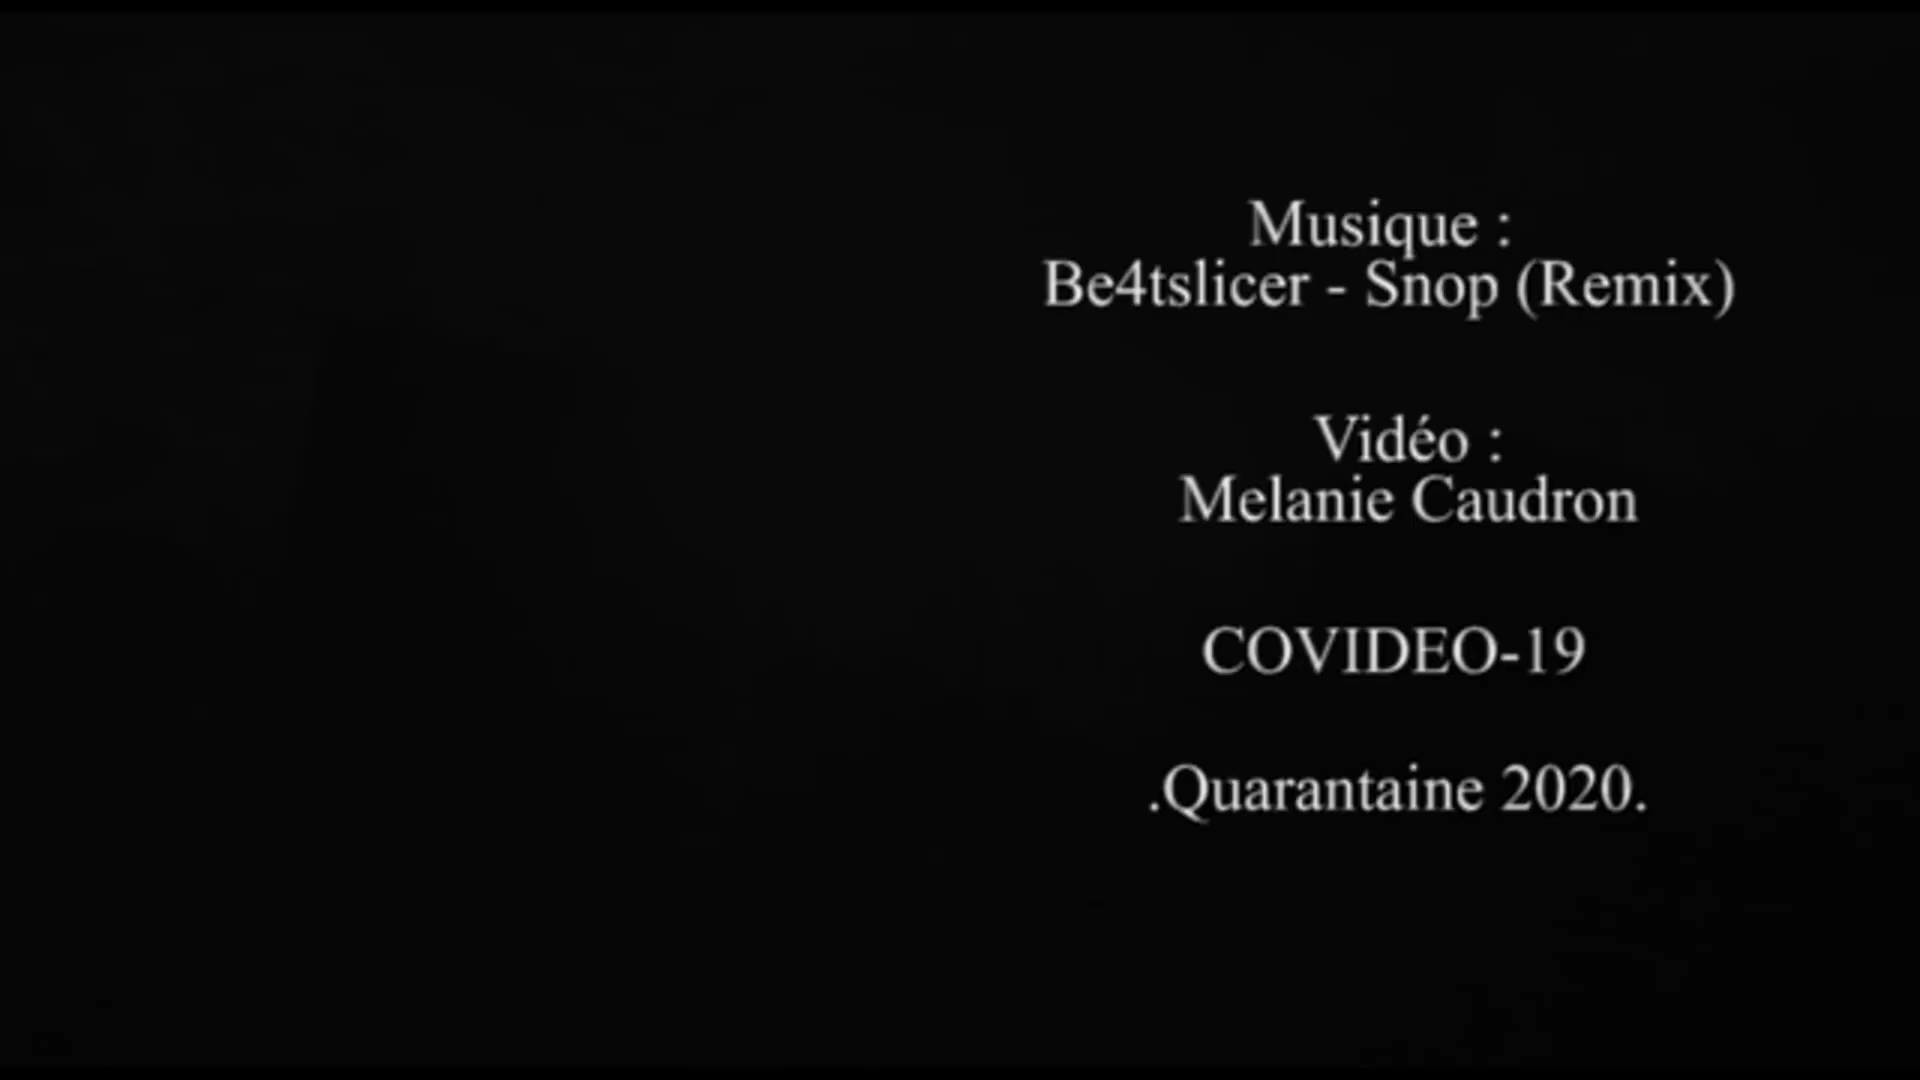 Musique :
Be4tslicer - Snop (Remix)
Vidéo :
Melanie Caudron
COVIDEO-19
.Quarantaine 2020.